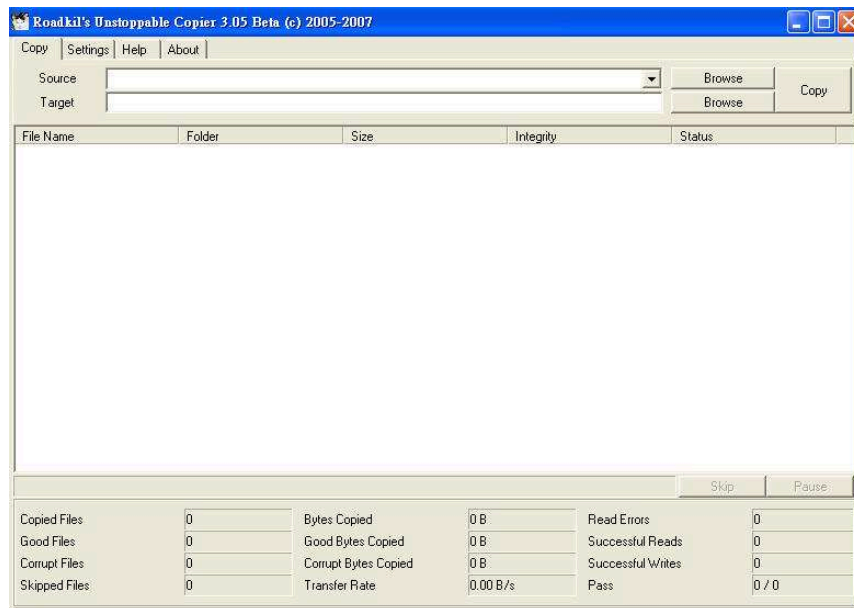 Roadkil's Unstoppable Copier 3.05 Beta (c) 2005-2007
Copy Settings Help About
Source Browse
Copy
Target Browse
File Name Folder Size Integrity Status
Skip Pause
Copied Files 0 Bytes Copied 0 B Read Errors 0
Good Files 0 Good Bytes Copied 0 B Successful Reads 0
Corrupt Files 0 Corrupt Bytes Copied 0 B Successful Writes 0
Skipped Files 0 Transfer Rate 0.00 B/s Pass 0 / 0